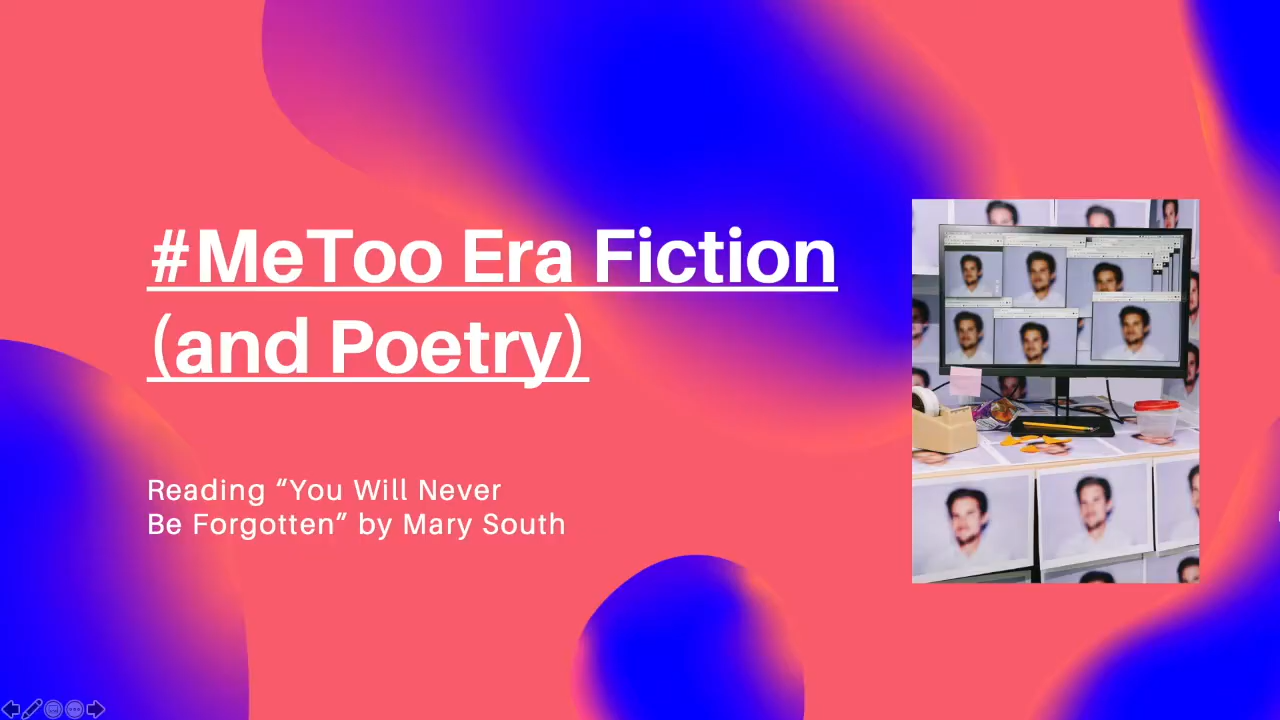 #MeToo Era Fiction
(and Poetry)
Reading “You Will Never
Be Forgotten” by Mary South